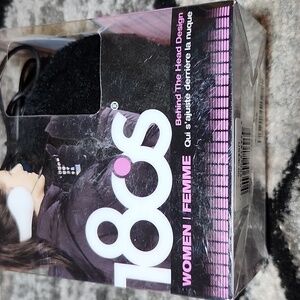 180s®
WOMEN | FEMME
Behind The Head Design
Qui s'ajuste derrière la nuque